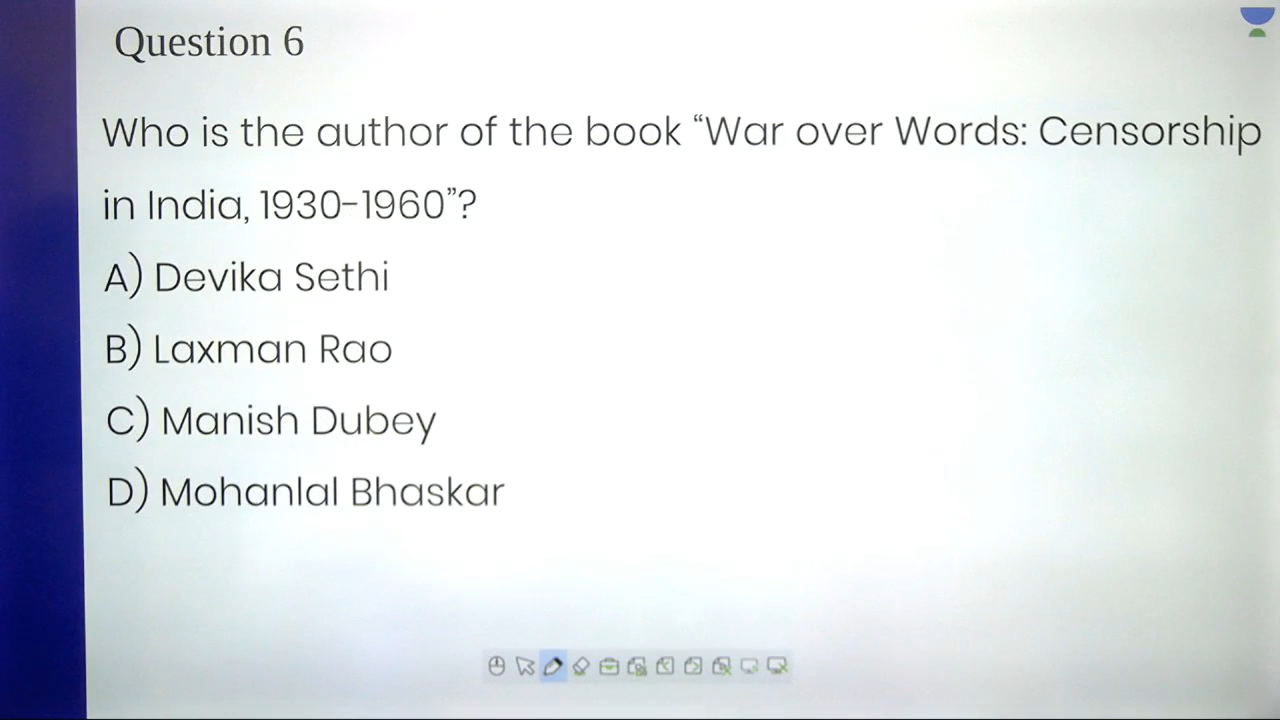 Question 6
Who is the author of the book “War over Words: Censorship
in India, 1930-1960”?
A) Devika Sethi
B) Laxman Rao
C) Manish Dubey
D) Mohanlal Bhaskar